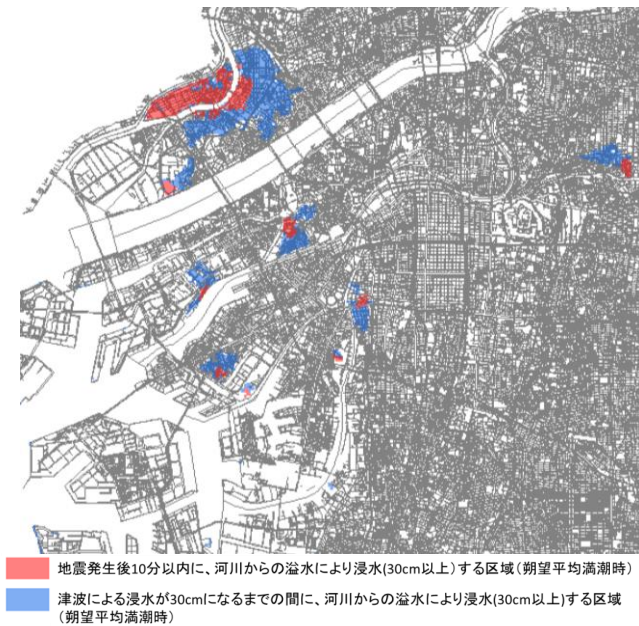 地震発生後10分以内に、河川からの溢水により浸水(30cm以上)する区域（朔望平均満潮時）
津波による浸水が30cmになるまでの間に、河川からの溢水により浸水(30cm以上)する区域
（朔望平均満潮時）